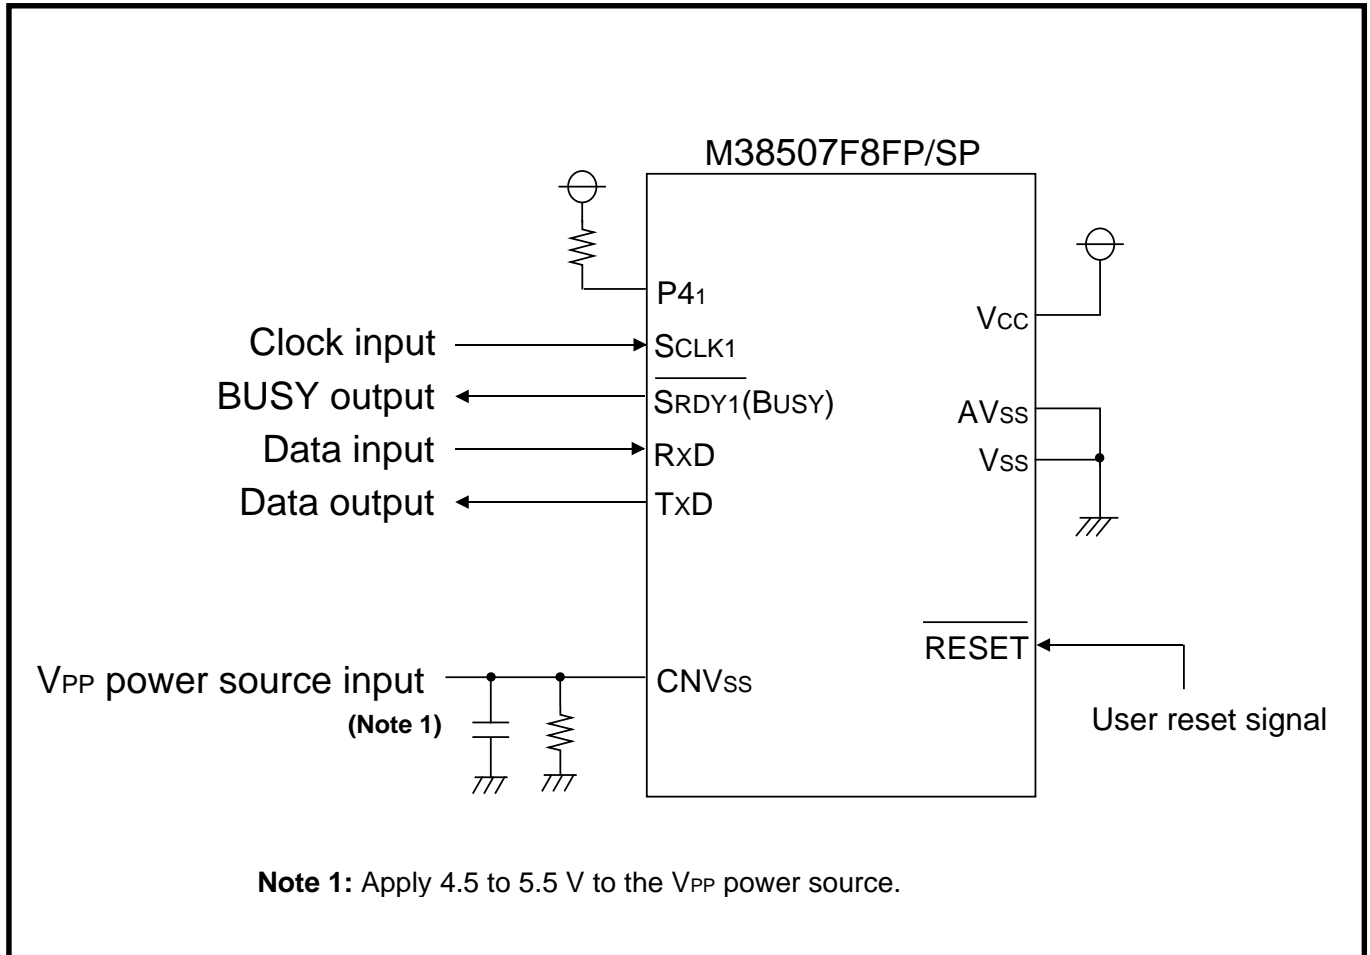 M38507F8FP/SP
P41
Clock input
SCLK1
BUSY output
SRDY1(BUSY)
Data input
RxD
Data output
TxD
VPP power source input
(Note 1)
CNVss
Vcc
AVss
Vss
RESET
User reset signal
Note 1: Apply 4.5 to 5.5 V to the VPP power source.